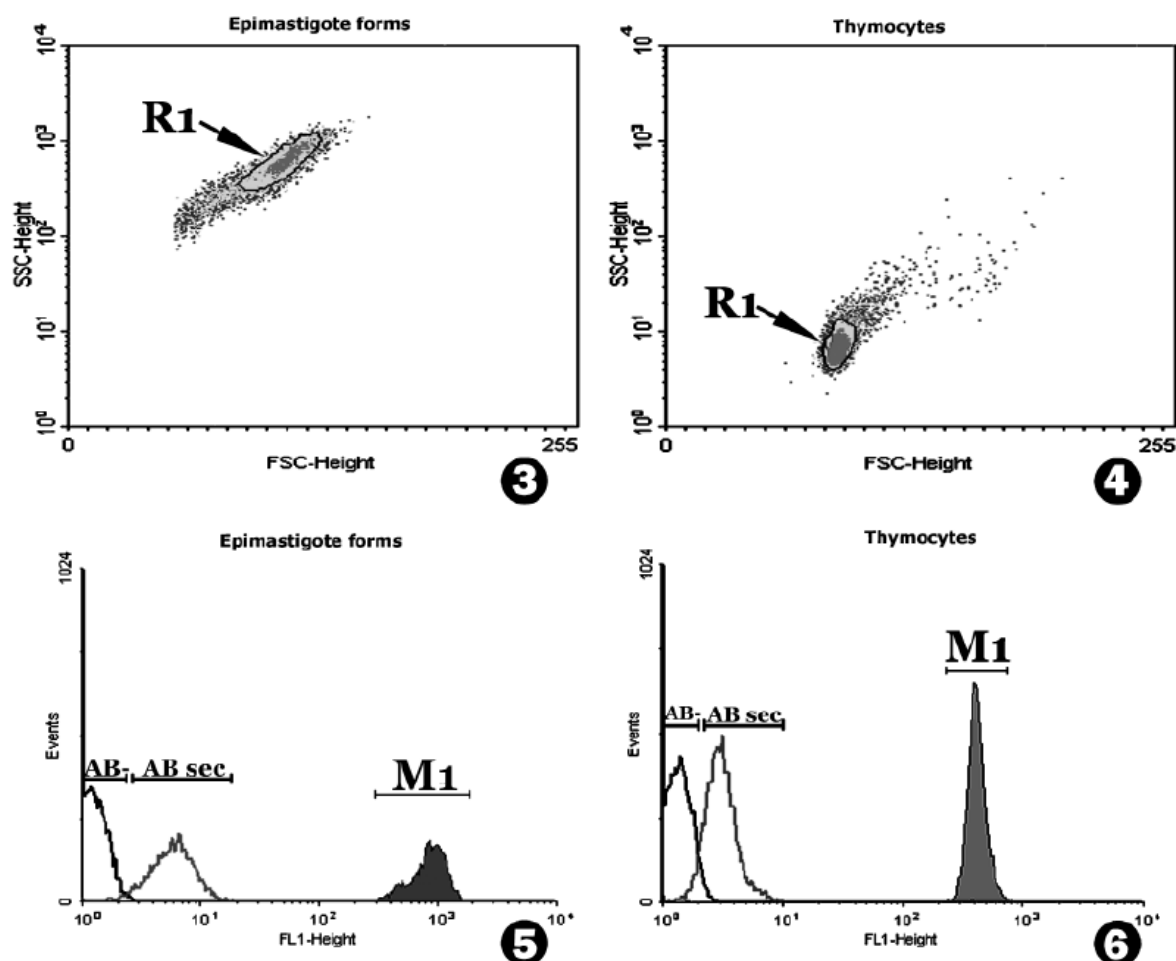 Epimastigote forms
10⁴
10³
10²
10¹
10⁰
SSC-Height
R1
0
255
FSC-Height
3
Thymocytes
10⁴
10³
10²
10¹
10⁰
SSC-Height
R1
0
255
FSC-Height
4
Epimastigote forms
1024
Events
0
AB-
AB sec
M1
10⁰
10¹
10²
10³
10⁴
FL1-Height
5
Thymocytes
1024
Events
0
AB-
AB sec
M1
10⁰
10¹
10²
10³
10⁴
FL1-Height
6